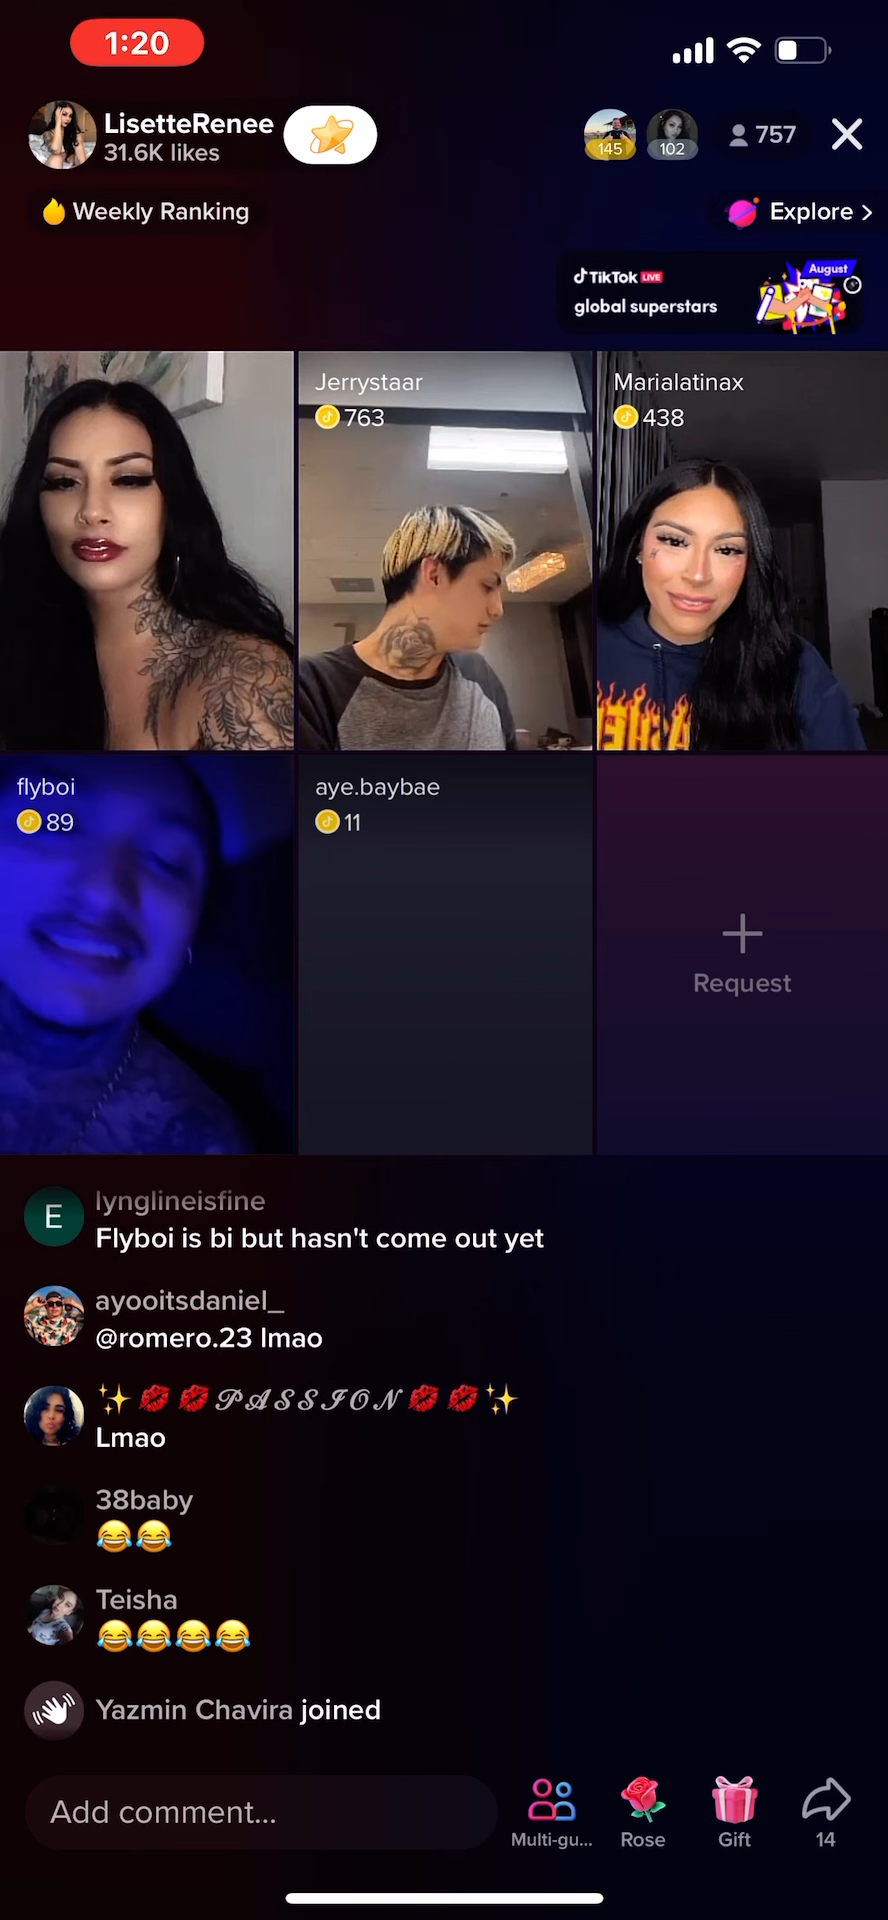 1:20
LisetteRenee
31.6K likes
145
102
757
Weekly Ranking
Explore >
TikTok LIVE
global superstars
August
Jerrystaar
763
Marialatinax
438
flyboi
89
aye.baybae
11
Request
E
lynglineisfine
Flyboi is bi but hasn't come out yet
ayooitsdaniel_
@romero.23 lmao
✨💋💋𝒫𝒜𝒮𝒮𝐼𝒪𝒩💋💋✨
Lmao
38baby
😂😂
Teisha
😂😂😂😂
Yazmin Chavira joined
Add comment...
Multi-gu...
Rose
Gift
14